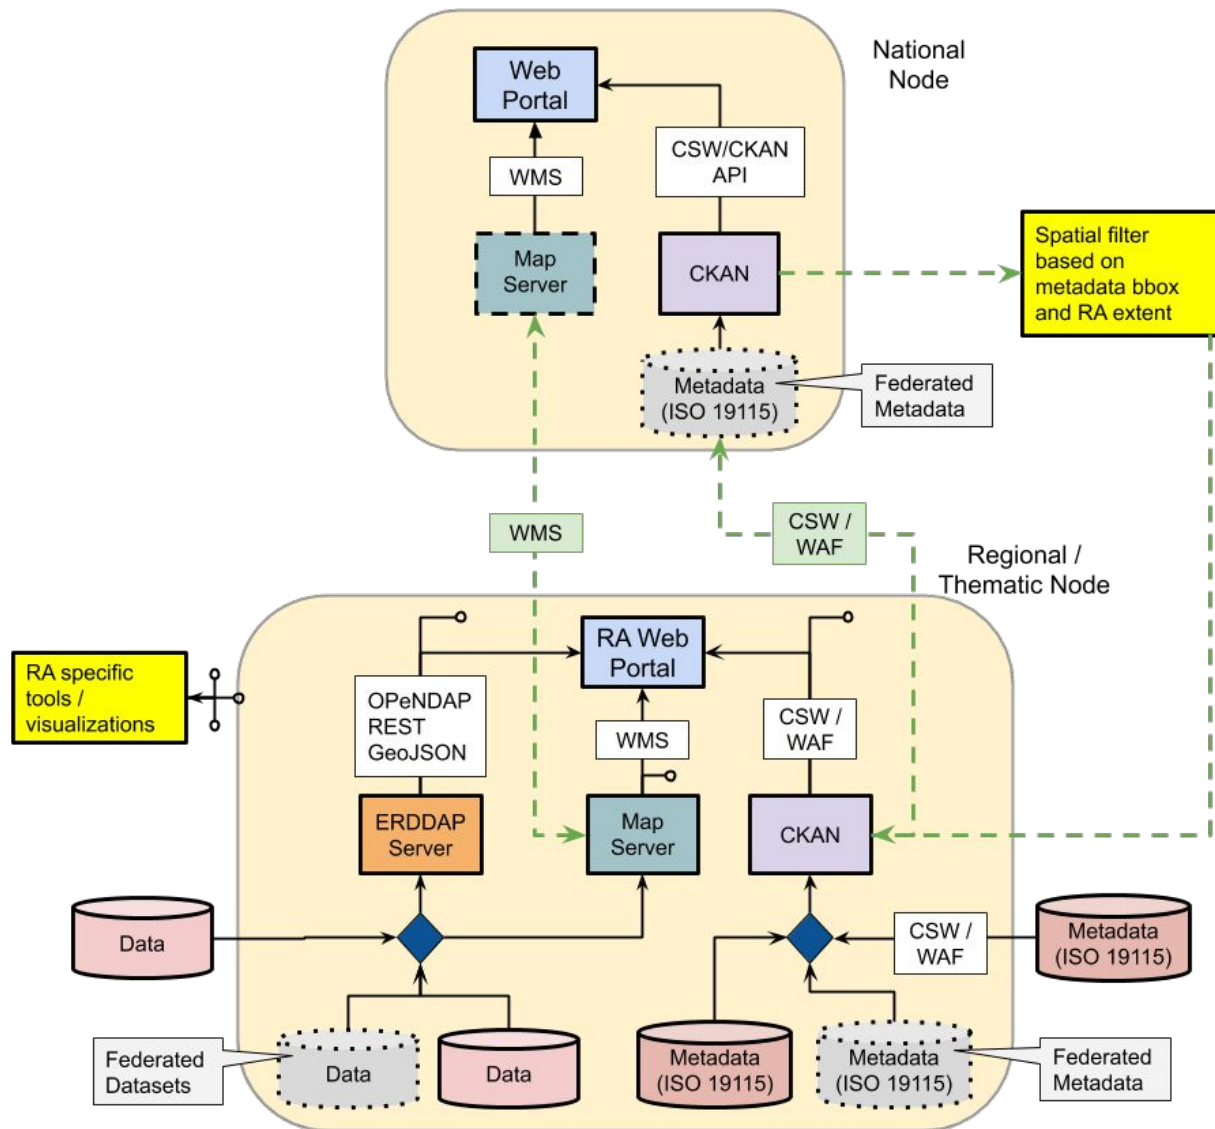 National
Node
Web
Portal
WMS
CSW/CKAN
API
Map
Server
CKAN
Spatial filter
based on
metadata bbox
and RA extent
Metadata
(ISO 19115)
Federated
Metadata
WMS
CSW /
WAF
Regional /
Thematic Node
RA specific
tools /
visualizations
RA Web
Portal
OPeNDAP
REST
GeoJSON
WMS
CSW /
WAF
ERDDAP
Server
Map
Server
CKAN
Data
CSW /
WAF
Metadata
(ISO 19115)
Federated
Datasets
Data
Data
Metadata
(ISO 19115)
Metadata
(ISO 19115)
Federated
Metadata